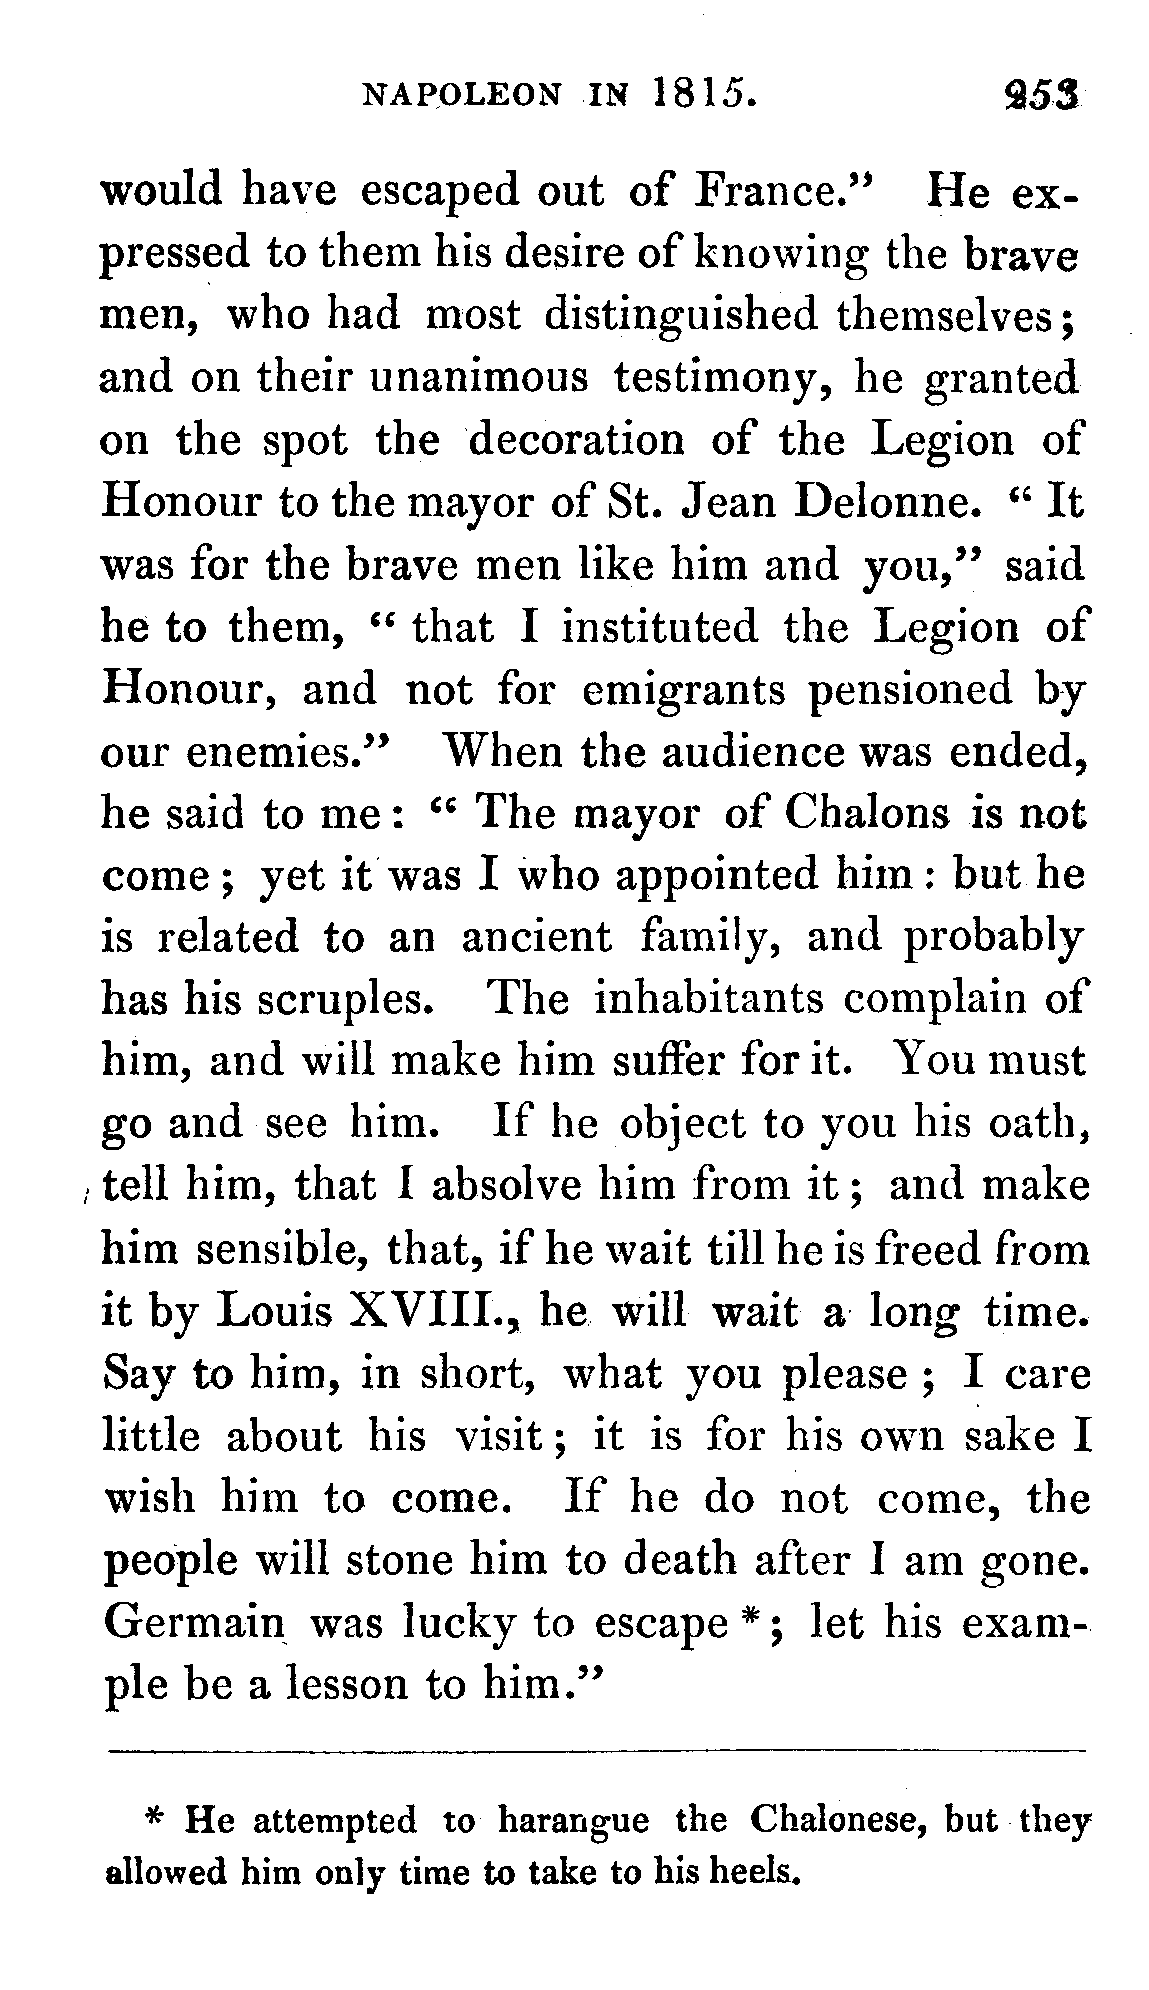 NAPOLEON IN 1815. 253
would have escaped out of France.” He ex-
pressed to them his desire of knowing the brave
men, who had most distinguished themselves;
and on their unanimous testimony, he granted
on the spot the decoration of the Legion of
Honour to the mayor of St. Jean Delonne. “ It
was for the brave men like him and you,” said
he to them, “ that I instituted the Legion of
Honour, and not for emigrants pensioned by
our enemies.” When the audience was ended,
he said to me : “ The mayor of Chalons is not
come ; yet it was I who appointed him : but he
is related to an ancient family, and probably
has his scruples. The inhabitants complain of
him, and will make him suffer for it. You must
go and see him. If he object to you his oath,
tell him, that I absolve him from it ; and make
him sensible, that, if he wait till he is freed from
it by Louis XVIII., he will wait a long time.
Say to him, in short, what you please ; I care
little about his visit ; it is for his own sake I
wish him to come. If he do not come, the
people will stone him to death after I am gone.
Germain was lucky to escape * ; let his exam-
ple be a lesson to him.”
* He attempted to harangue the Chalonese, but they
allowed him only time to take to his heels.